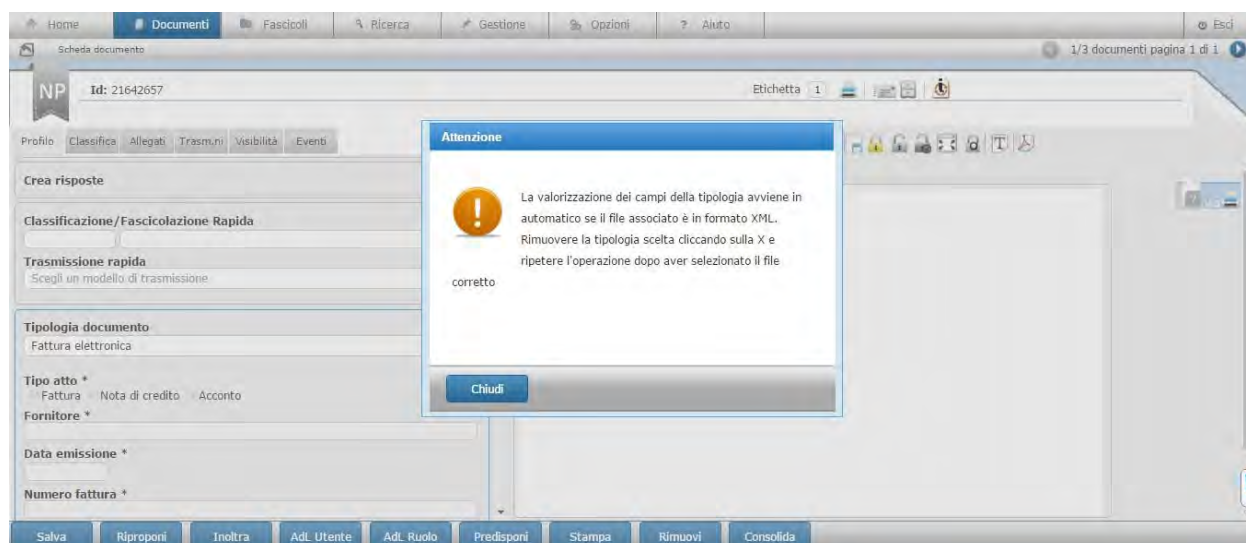 Home Documenti Fascicoli Ricerca Gestione Opzioni ? Aiuto Esci
Scheda documento 1/3 documenti pagina 1 di 1
NP Id: 21642657 Etichetta 1
Profilo Classifica Allegati Trasm.ni Visibilità Eventi
Attenzione
La valorizzazione dei campi della tipologia avviene in
automatico se il file associato è in formato XML.
Rimuovere la tipologia scelta cliccando sulla X e
ripetere l'operazione dopo aver selezionato il file
corretto
Chiudi
Crea risposte
Classificazione/Fascicolazione Rapida
Trasmissione rapida
Scegli un modello di trasmissione
Tipologia documento
Fattura elettronica
Tipo atto *
Fattura Nota di credito Acconto
Fornitore *
Data emissione *
Numero fattura *
Salva Riproponi Inoltra AdL Utente AdL Ruolo Predisponi Stampa Rimuovi Consolida